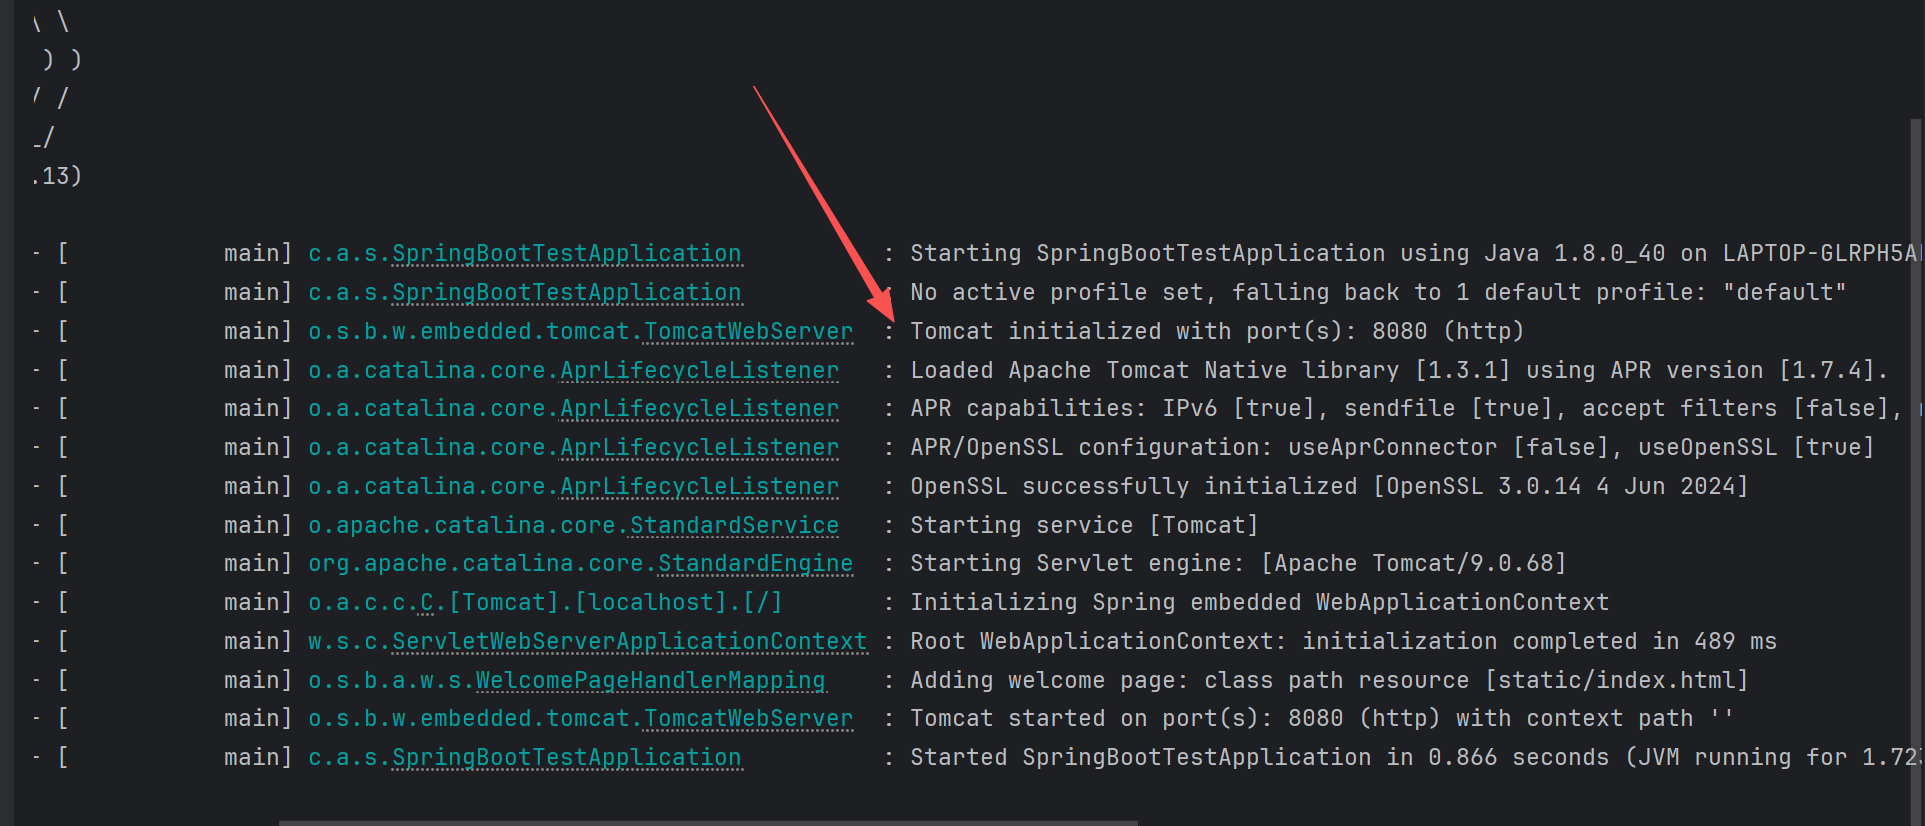 \ \
) )
/ /
_/
.13)
- [           main] c.a.s.SpringBootTestApplication          : Starting SpringBootTestApplication using Java 1.8.0_40 on LAPTOP-GLRPH5A
- [           main] c.a.s.SpringBootTestApplication          : No active profile set, falling back to 1 default profile: "default"
- [           main] o.s.b.w.embedded.tomcat.TomcatWebServer  : Tomcat initialized with port(s): 8080 (http)
- [           main] o.a.catalina.core.AprLifecycleListener   : Loaded Apache Tomcat Native library [1.3.1] using APR version [1.7.4].
- [           main] o.a.catalina.core.AprLifecycleListener   : APR capabilities: IPv6 [true], sendfile [true], accept filters [false],
- [           main] o.a.catalina.core.AprLifecycleListener   : APR/OpenSSL configuration: useAprConnector [false], useOpenSSL [true]
- [           main] o.a.catalina.core.AprLifecycleListener   : OpenSSL successfully initialized [OpenSSL 3.0.14 4 Jun 2024]
- [           main] o.apache.catalina.core.StandardService   : Starting service [Tomcat]
- [           main] org.apache.catalina.core.StandardEngine  : Starting Servlet engine: [Apache Tomcat/9.0.68]
- [           main] o.a.c.c.C.[Tomcat].[localhost].[/]       : Initializing Spring embedded WebApplicationContext
- [           main] w.s.c.ServletWebServerApplicationContext : Root WebApplicationContext: initialization completed in 489 ms
- [           main] o.s.b.a.w.s.WelcomePageHandlerMapping    : Adding welcome page: class path resource [static/index.html]
- [           main] o.s.b.w.embedded.tomcat.TomcatWebServer  : Tomcat started on port(s): 8080 (http) with context path ''
- [           main] c.a.s.SpringBootTestApplication          : Started SpringBootTestApplication in 0.866 seconds (JVM running for 1.72